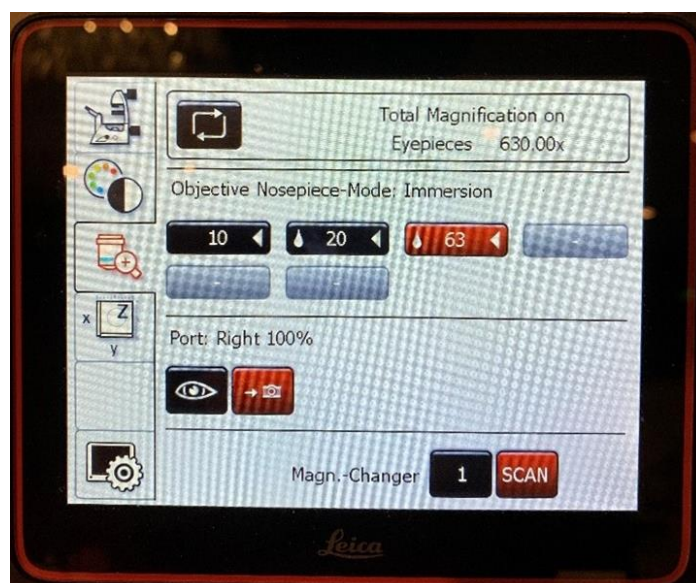 Total Magnification on
Eyepieces 630.00x
Objective Nosepiece-Mode: Immersion
10 20 63 -
- -
x Z
y
Port: Right 100%
Magn.-Changer 1 SCAN
Leica